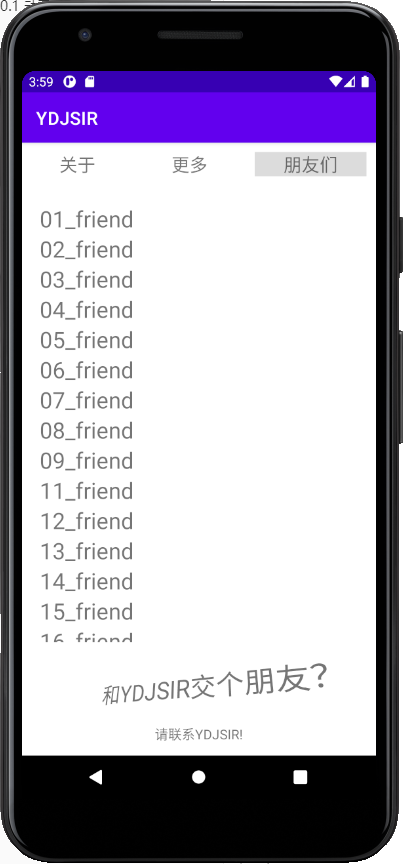 0.1
3:59
YDJSIR
关于 更多 朋友们
01_friend
02_friend
03_friend
04_friend
05_friend
06_friend
07_friend
08_friend
09_friend
11_friend
12_friend
13_friend
14_friend
15_friend
16_friend
和YDJSIR交个朋友？
请联系YDJSIR!